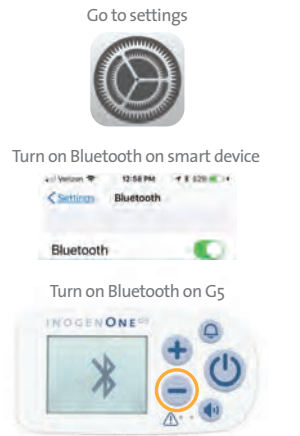 Go to settings
Turn on Bluetooth on smart device
Verizon 12:58 PM
Settings Bluetooth
Bluetooth
Turn on Bluetooth on G5
INOGEN ONE G5